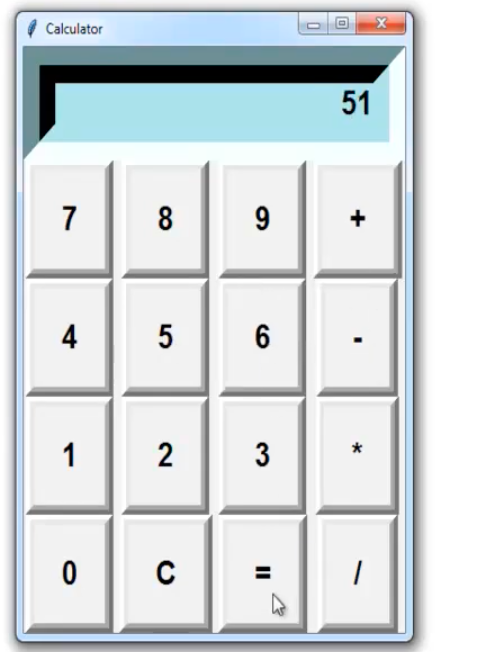 Calculator
51
7 8 9 +
4 5 6 -
1 2 3 *
0 C = /